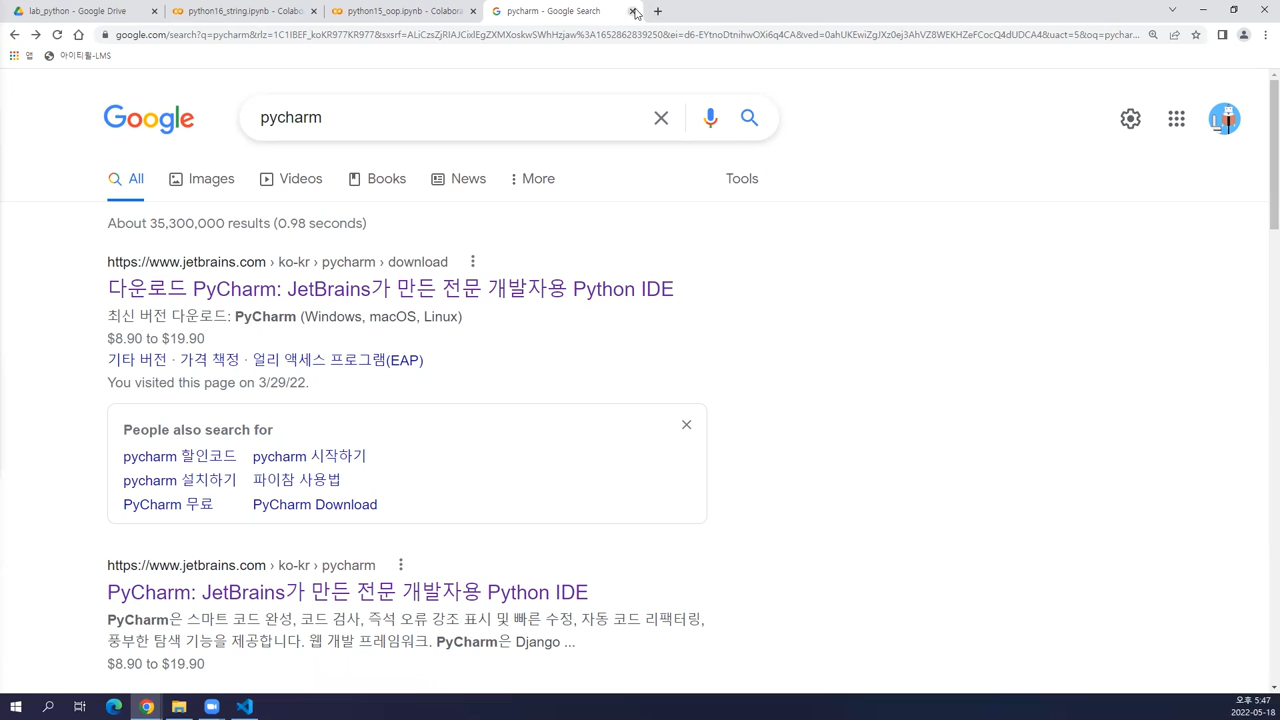 lab_python - Google Drive
python16_string.ipynb - Colab
python15_oop.ipynb - Colabora
pycharm - Google Search
google.com/search?q=pycharm&rlz=1C1IBEF_koKR977KR977&sxsrf=ALiCzsZjRIAJCixlEgZXMXoskwSWhHzjaw%3A1652862839250&ei=d6-EYtnoDtnihwOXi6q4CA&ved=0ahUKEwiZgJXz0ej3AhVZ8WEKHZeFCocQ4dUDCA4&uact=5&oq=pychar...
앱
아이티윌-LMS
Google
pycharm
All
Images
Videos
Books
News
More
Tools
About 35,300,000 results (0.98 seconds)
https://www.jetbrains.com › ko-kr › pycharm › download
다운로드 PyCharm: JetBrains가 만든 전문 개발자용 Python IDE
최신 버전 다운로드: PyCharm (Windows, macOS, Linux)
$8.90 to $19.90
기타 버전 · 가격 책정 · 얼리 액세스 프로그램(EAP)
You visited this page on 3/29/22.
People also search for
pycharm 할인코드
pycharm 시작하기
pycharm 설치하기
파이참 사용법
PyCharm 무료
PyCharm Download
https://www.jetbrains.com › ko-kr › pycharm
PyCharm: JetBrains가 만든 전문 개발자용 Python IDE
PyCharm은 스마트 코드 완성, 코드 검사, 즉석 오류 강조 표시 및 빠른 수정, 자동 코드 리팩터링,
풍부한 탐색 기능을 제공합니다. 웹 개발 프레임워크. PyCharm은 Django ...
$8.90 to $19.90
오후 5:47
2022-05-18